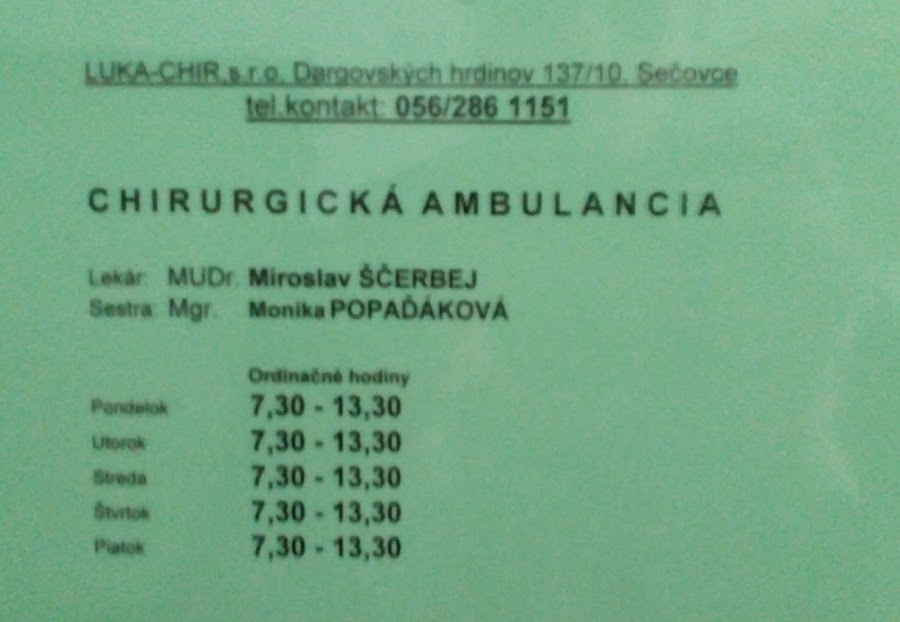 LUKA-CHIR s.r.o. Dargovských hrdinov 137/10, Sečovce
tel.kontakt: 056/286 1151
CHIRURGICKÁ AMBULANCIA
Lekár: MUDr. Miroslav ŠČERBEJ
Sestra: Mgr. Monika POPAĎÁKOVÁ
Ordinačné hodiny
Pondelok 7,30 - 13,30
Utorok 7,30 - 13,30
Streda 7,30 - 13,30
Štvrtok 7,30 - 13,30
Piatok 7,30 - 13,30